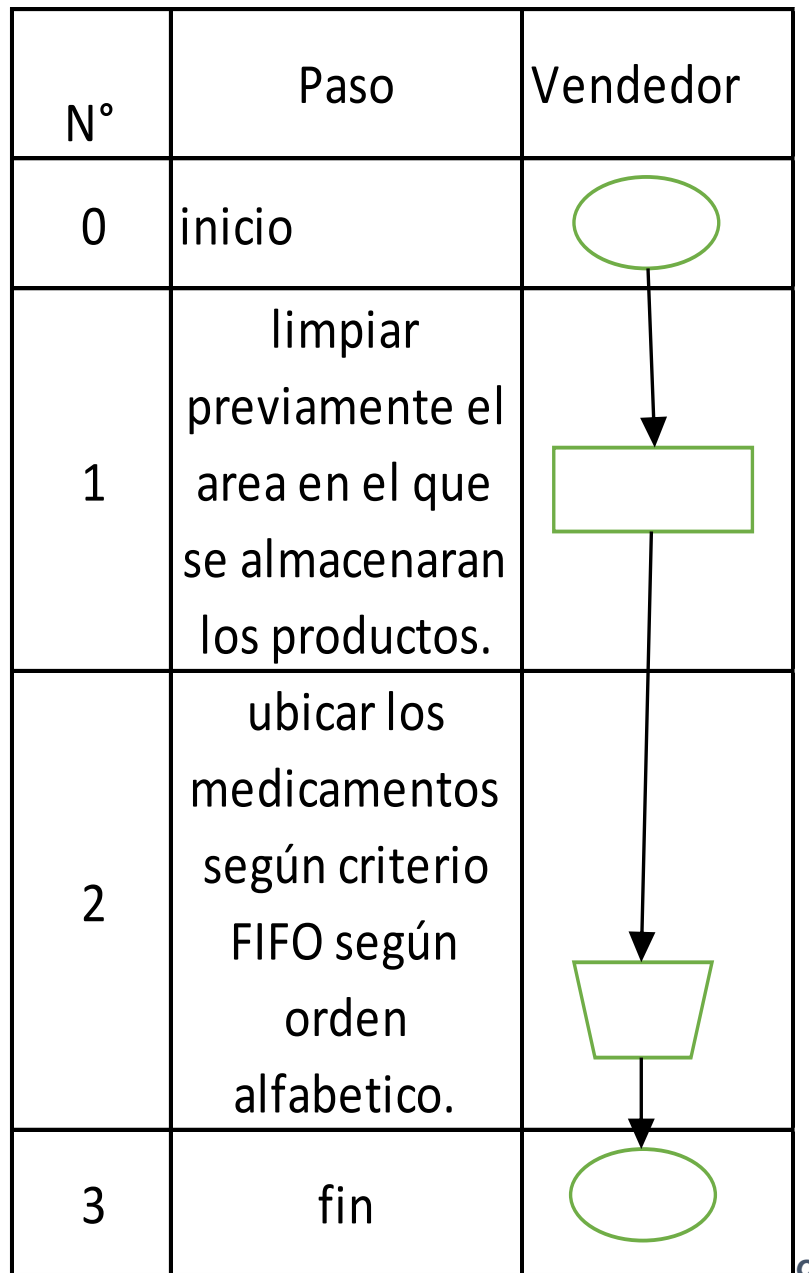 N°
Paso
Vendedor
0
inicio
1
limpiar
previamente el
area en el que
se almacenaran
los productos.
2
ubicar los
medicamentos
según criterio
FIFO según
orden
alfabetico.
3
fin